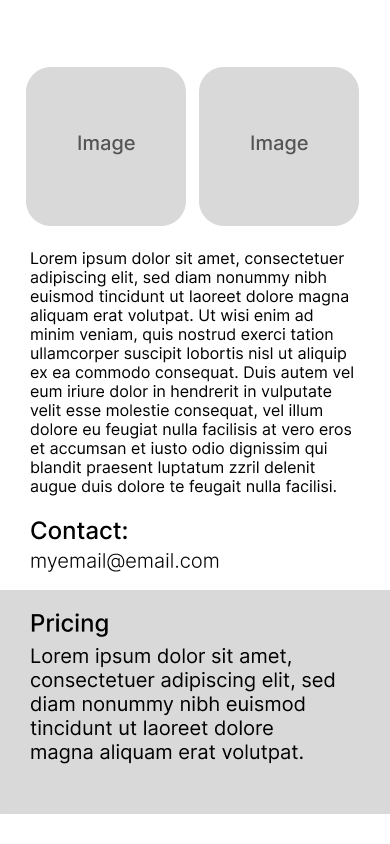 Image
Image
Lorem ipsum dolor sit amet, consectetuer
adipiscing elit, sed diam nonummy nibh
euismod tincidunt ut laoreet dolore magna
aliquam erat volutpat. Ut wisi enim ad
minim veniam, quis nostrud exerci tation
ullamcorper suscipit lobortis nisl ut aliquip
ex ea commodo consequat. Duis autem vel
eum iriure dolor in hendrerit in vulputate
velit esse molestie consequat, vel illum
dolore eu feugiat nulla facilisis at vero eros
et accumsan et iusto odio dignissim qui
blandit praesent luptatum zzril delenit
augue duis dolore te feugait nulla facilisi.
Contact:
myemail@email.com
Pricing
Lorem ipsum dolor sit amet,
consectetuer adipiscing elit, sed
diam nonummy nibh euismod
tincidunt ut laoreet dolore
magna aliquam erat volutpat.